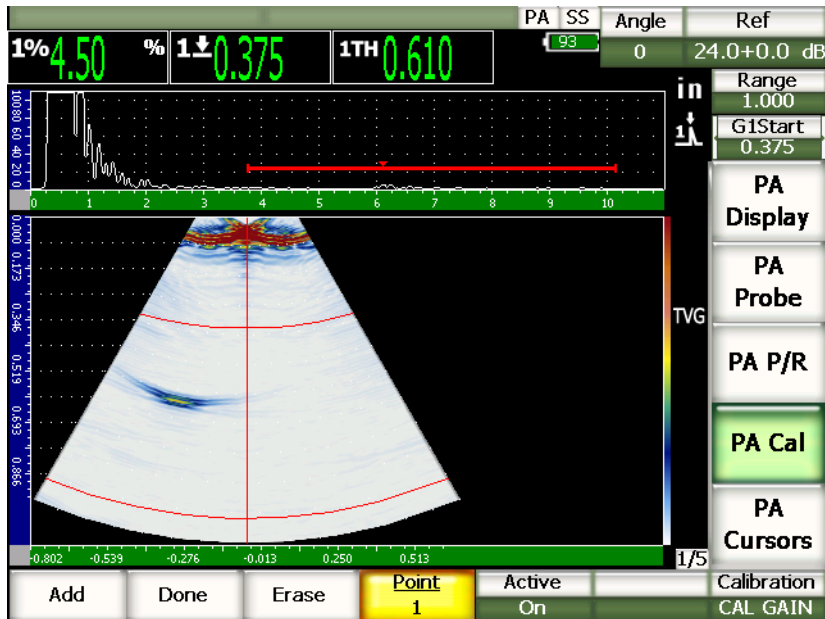 PA SS Angle Ref
1% 4.50 % 1 0.375 1TH 0.610 93 0 24.0+0.0 dB
in Range
1.000
1 G1Start
0.375
100 80 60 40 20 0
0 1 2 3 4 5 6 7 8 9 10
PA
Display
PA
Probe
TVG
PA P/R
PA Cal
PA
Cursors
0.000 0.173 0.346 0.519 0.693 0.866
-0.802 -0.539 -0.276 -0.013 0.250 0.513
1/5
Add Done Erase Point Active Calibration
1 On CAL GAIN